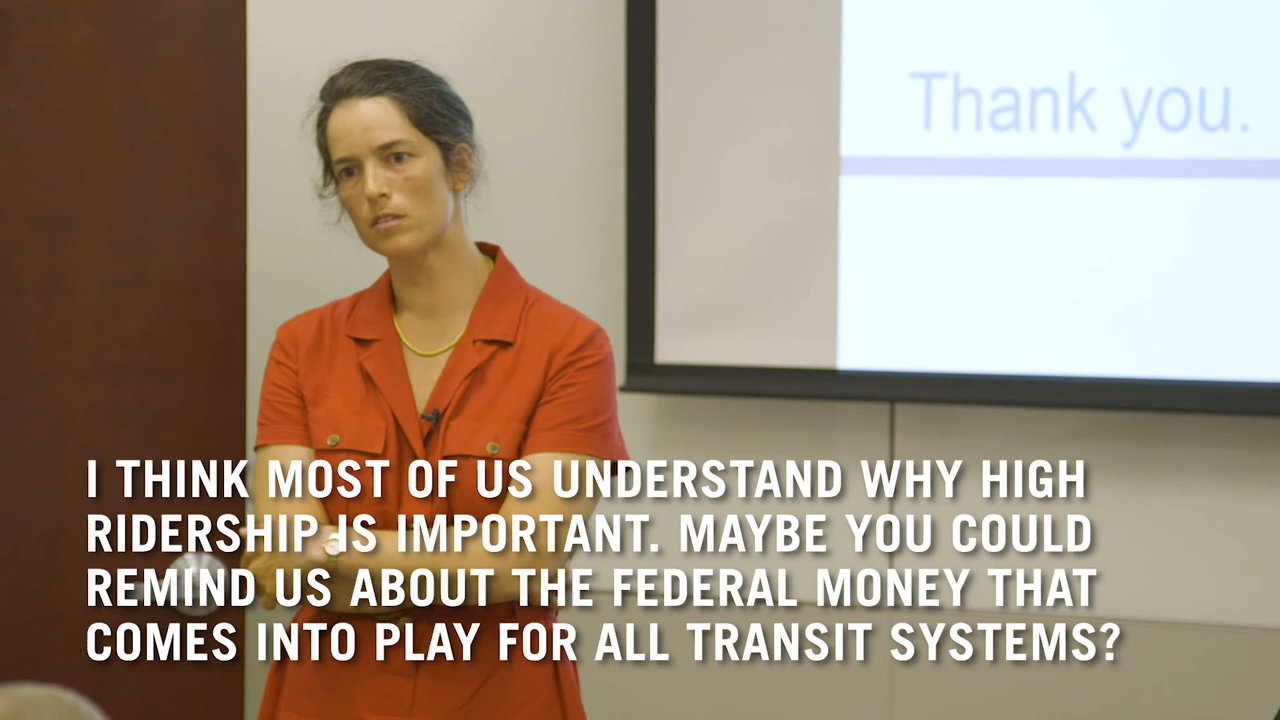 Thank you.
I THINK MOST OF US UNDERSTAND WHY HIGH
RIDERSHIP IS IMPORTANT. MAYBE YOU COULD
REMIND US ABOUT THE FEDERAL MONEY THAT
COMES INTO PLAY FOR ALL TRANSIT SYSTEMS?